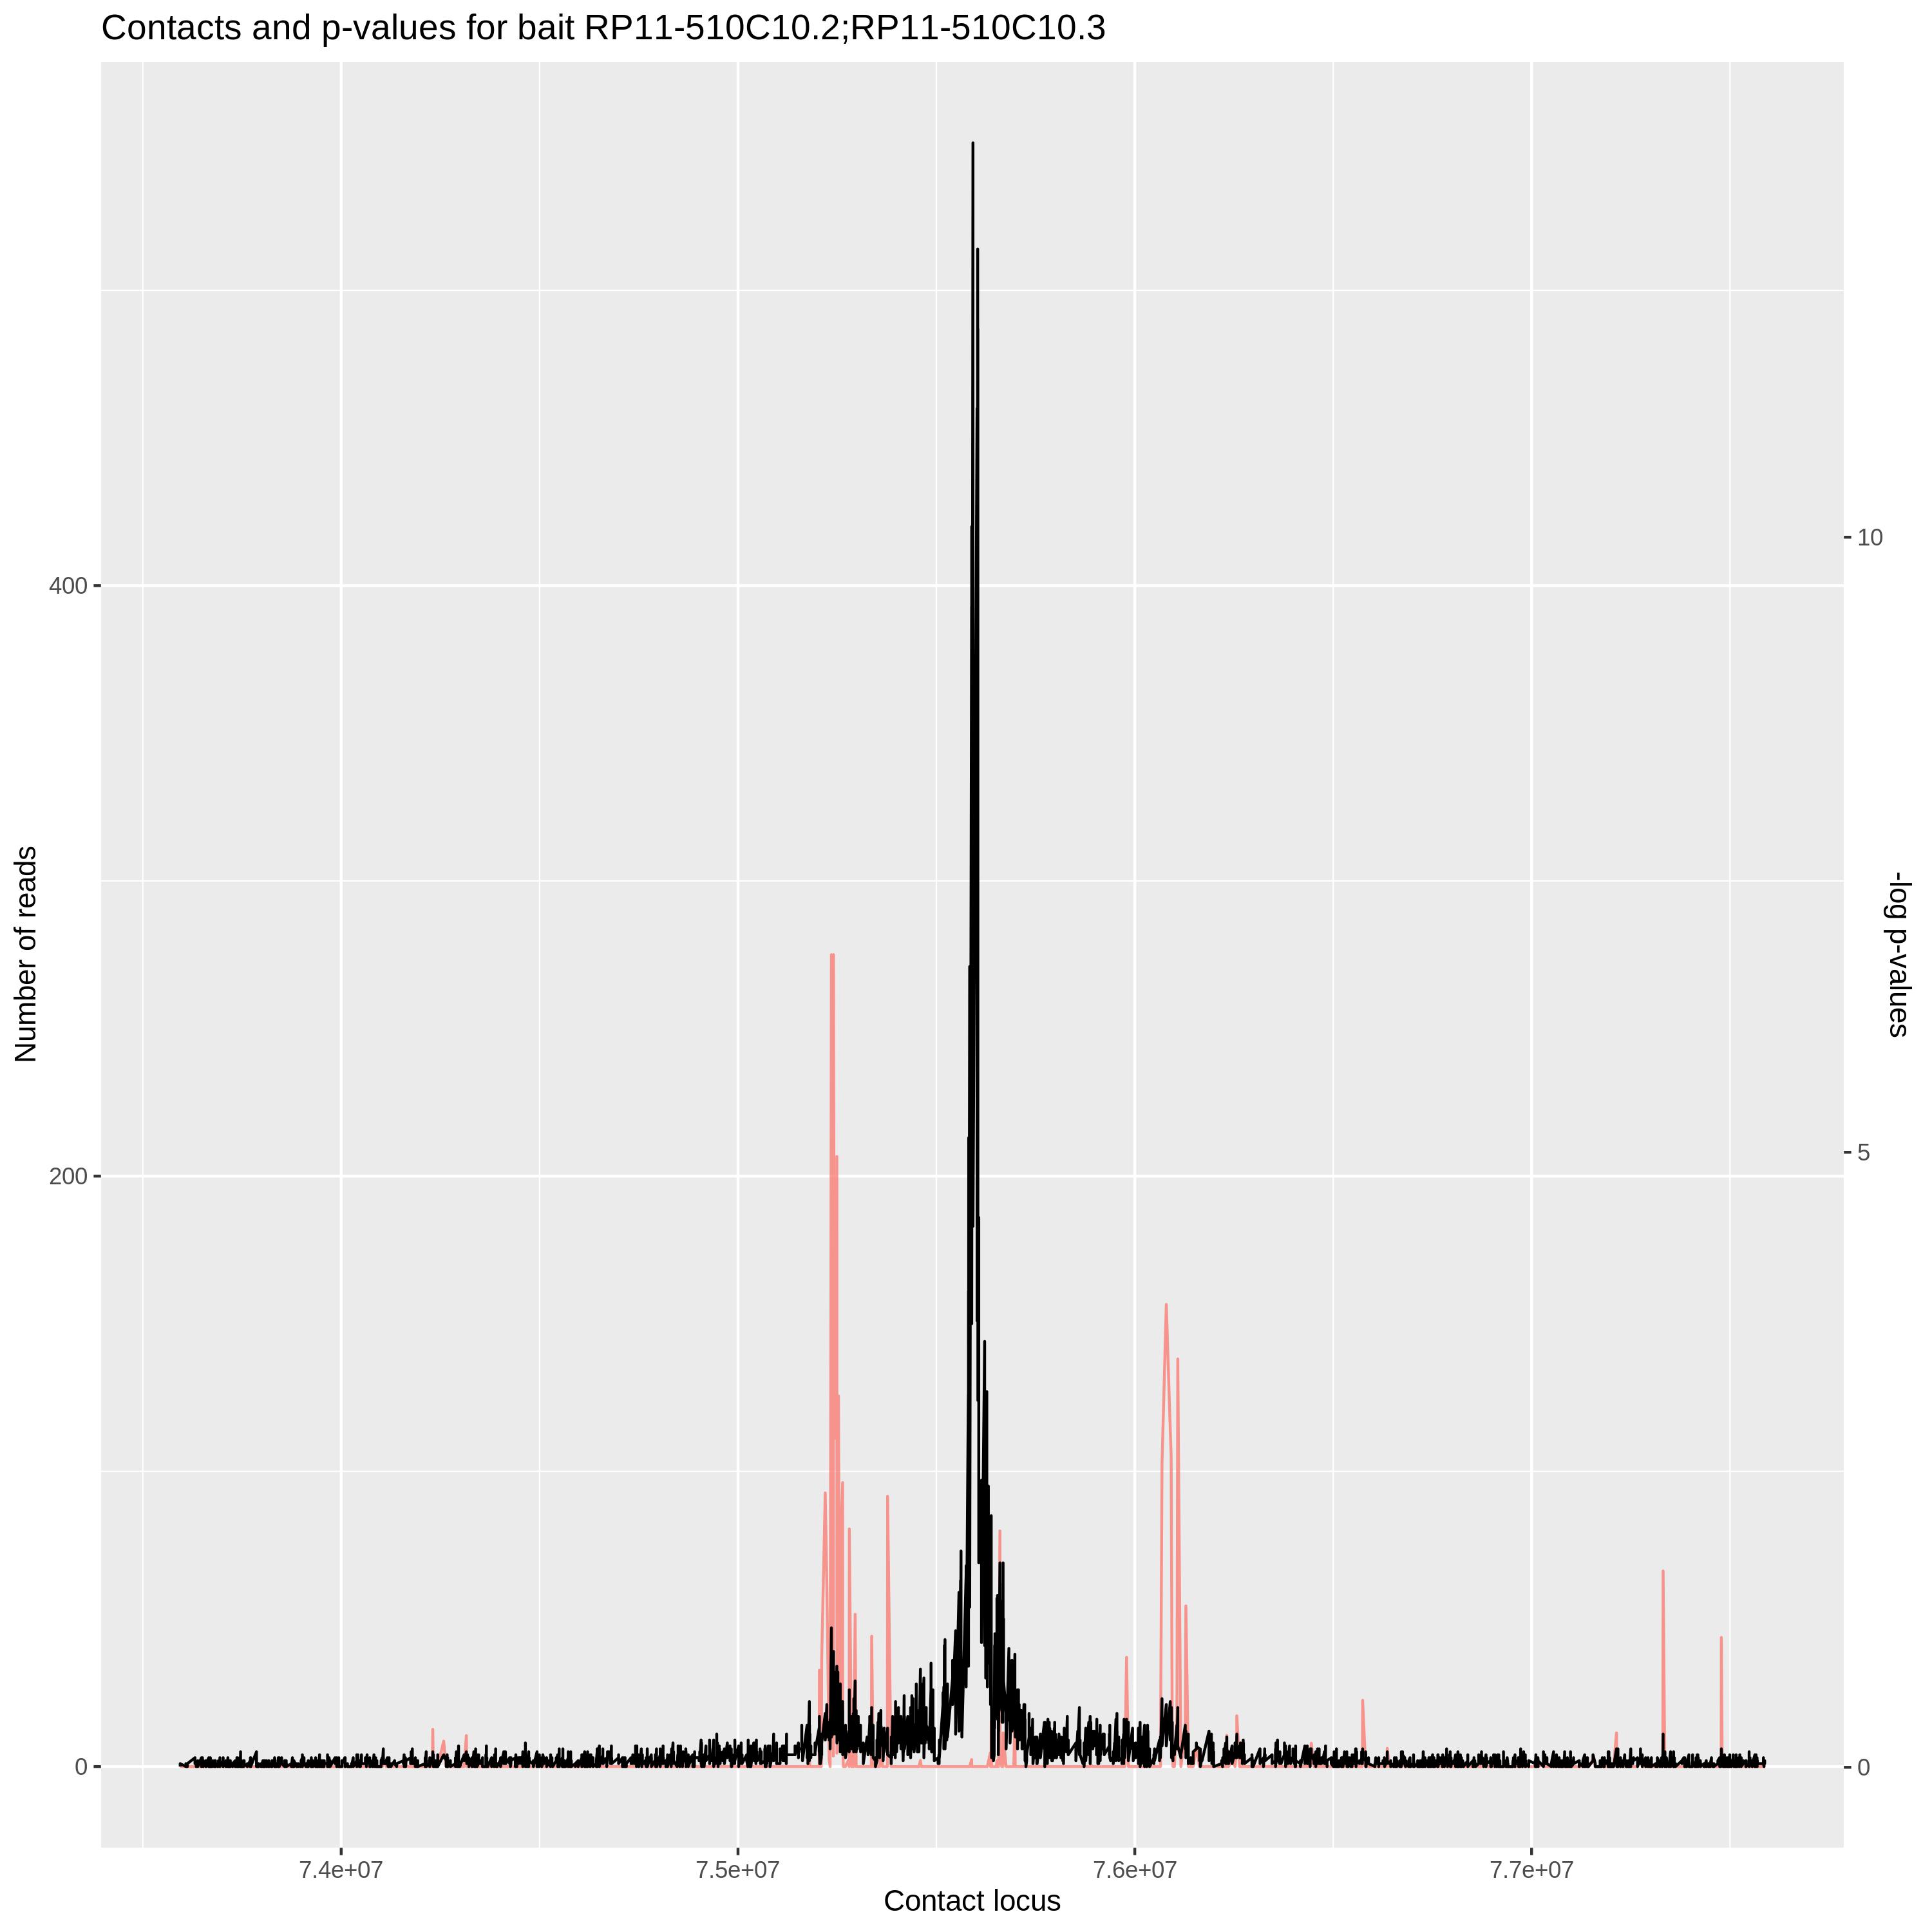 Contacts and p-values for bait RP11-510C10.2;RP11-510C10.3
Number of reads
400
200
0
10
5
0
-log p-values
7.4e+07
7.5e+07
7.6e+07
7.7e+07
Contact locus